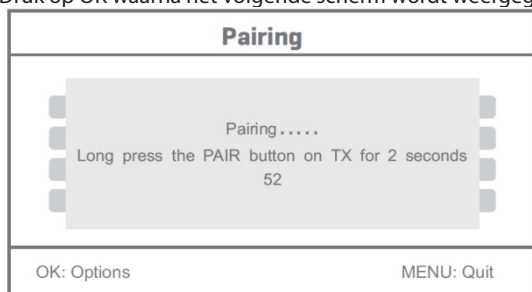 Druk op OK waarna het volgende scherm wordt weergeg
Pairing
Pairing.....
Long press the PAIR button on TX for 2 seconds
52
OK: Options MENU: Quit